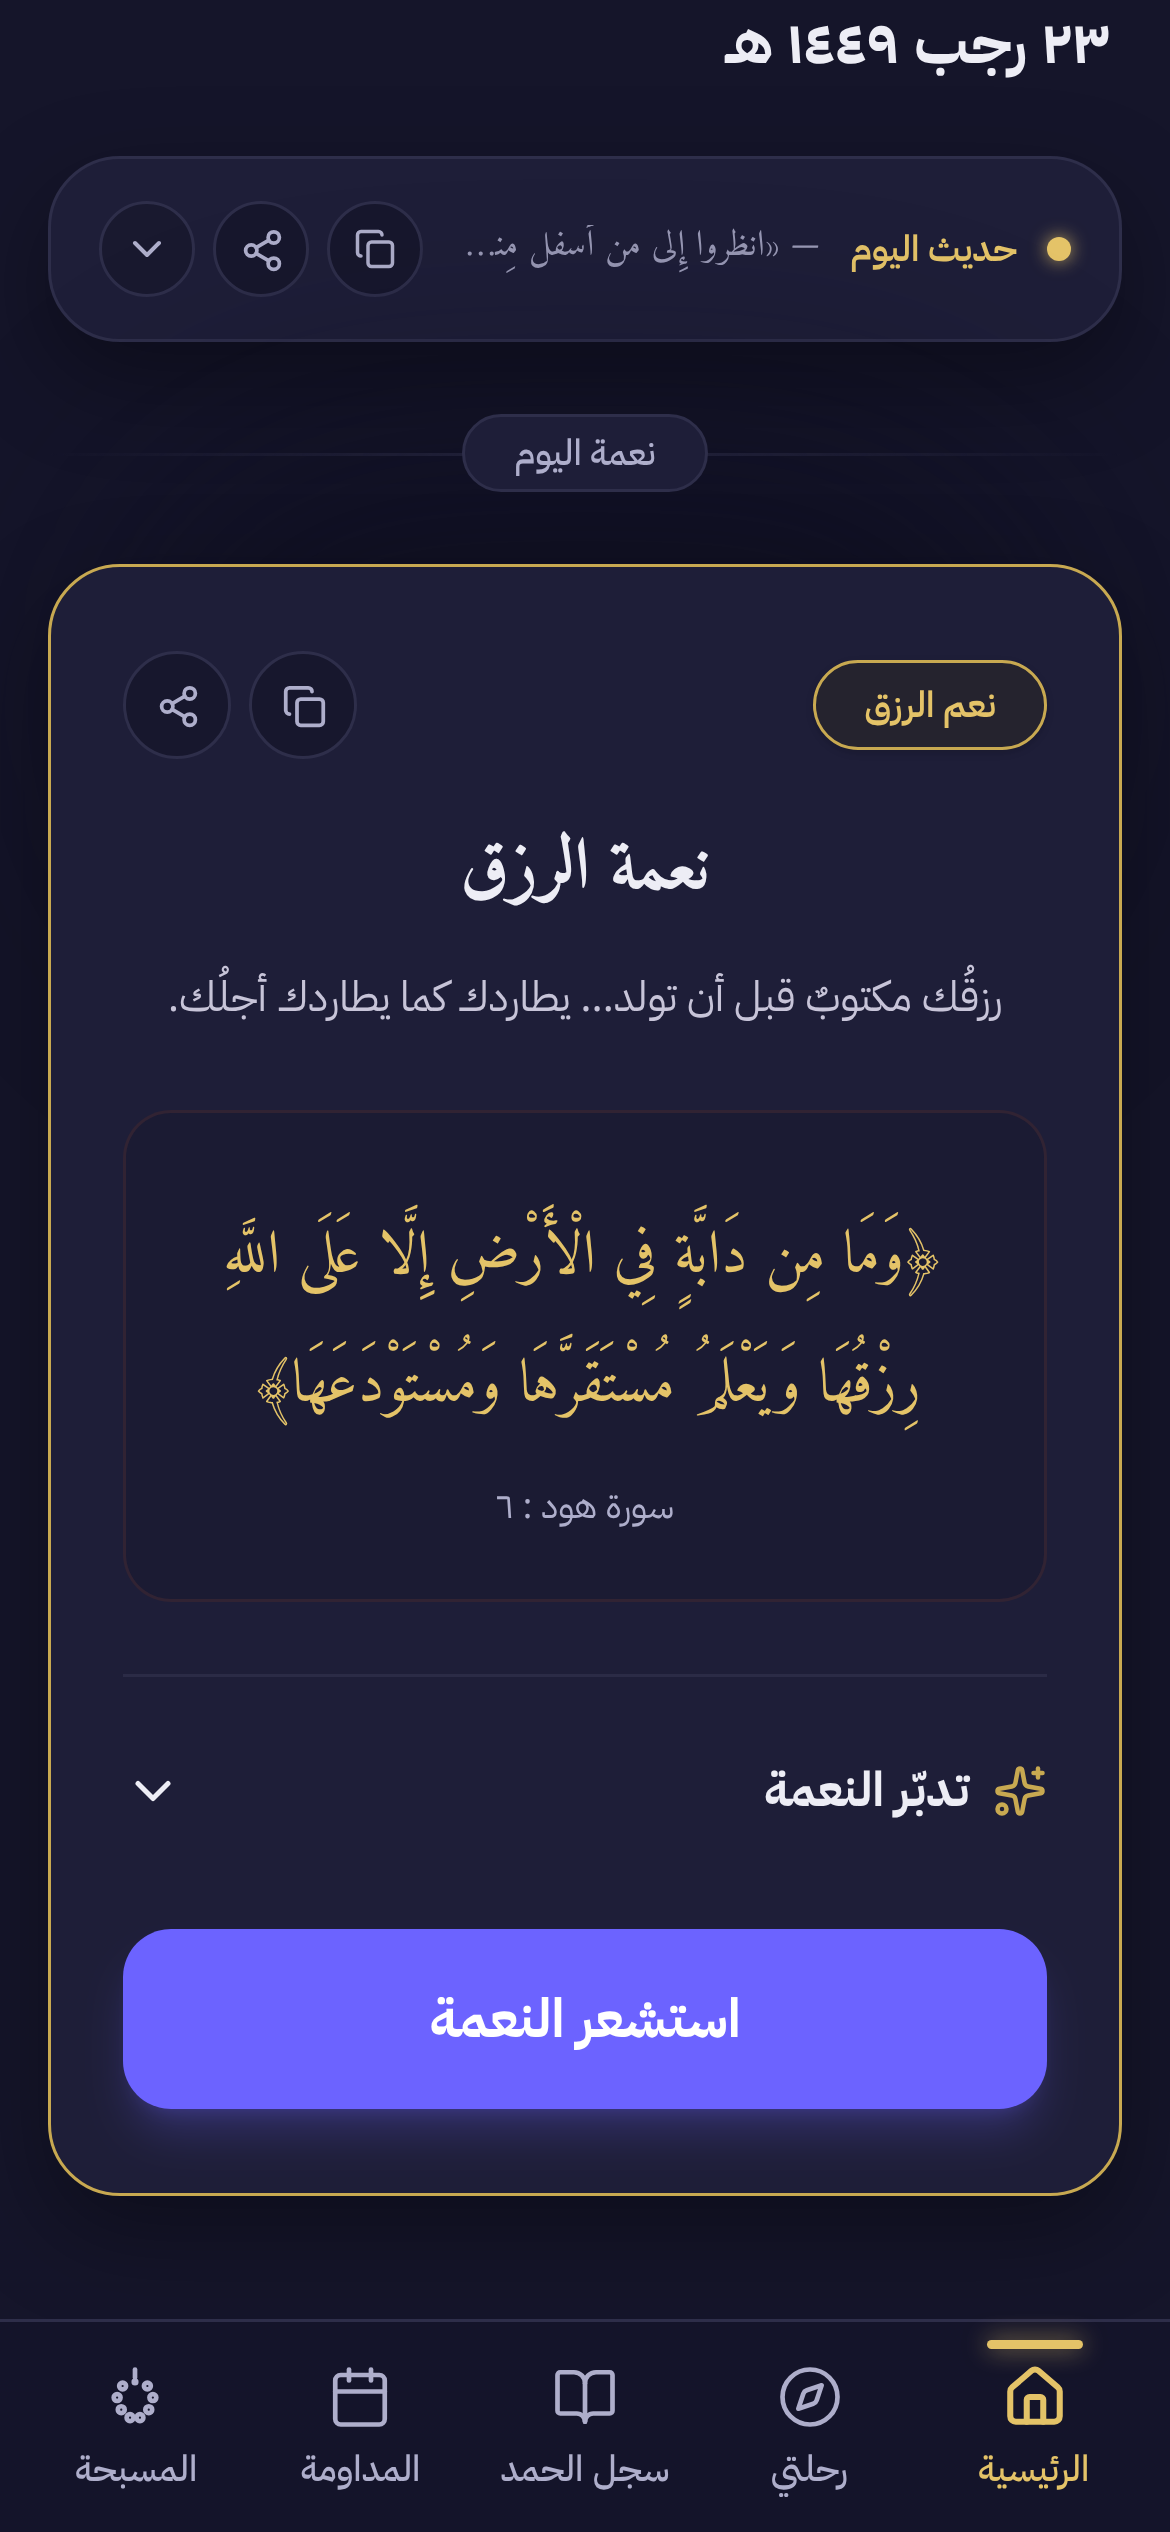 ٢٣ رجب ١٤٤٩ هـ
حديث اليوم — «انظروا إِلى من أسفل مِنـ...
نعمة اليوم
نعم الرزق
نعمة الرزق
رزقُك مكتوبٌ قبل أن تولد... يطاردك كما يطاردك أجلُك.
﴿وَمَا مِن دَابَّةٍ فِي الْأَرْضِ إِلَّا عَلَى اللَّهِ
رِزْقُهَا وَيَعْلَمُ مُسْتَقَرَّهَا وَمُسْتَوْدَعَهَا﴾
سورة هود : ٦
تدبّر النعمة
استشعر النعمة
الرئيسية
رحلتي
سجل الحمد
المداومة
المسبحة